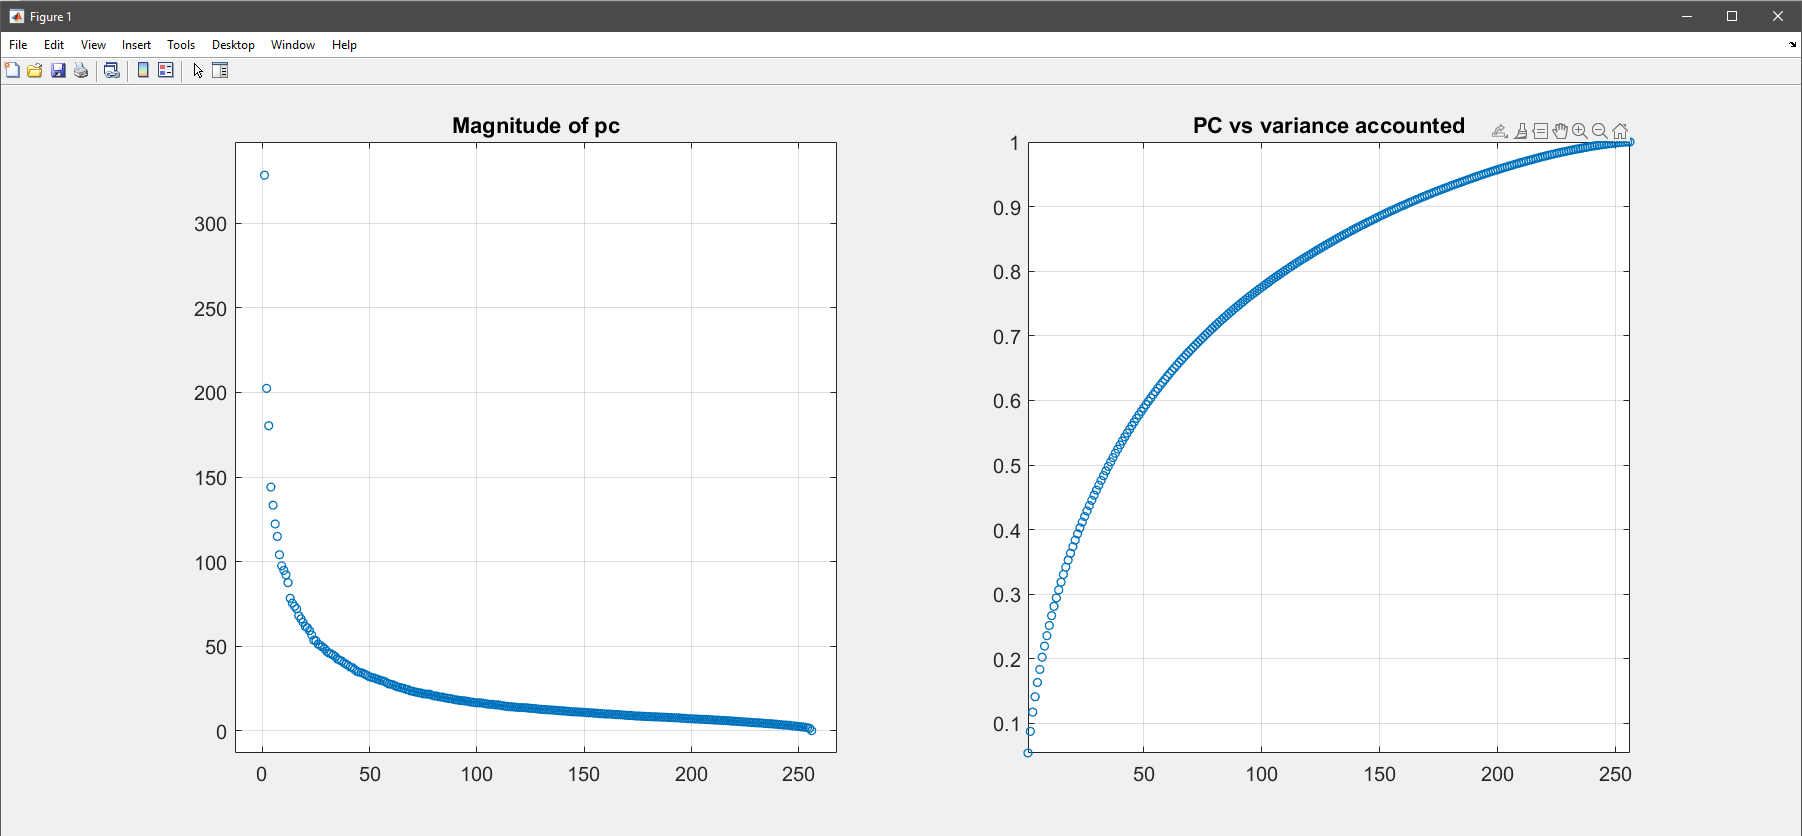 Figure 1
File Edit View Insert Tools Desktop Window Help
Magnitude of pc
300
250
200
150
100
50
0
0 50 100 150 200 250
PC vs variance accounted
1
0.9
0.8
0.7
0.6
0.5
0.4
0.3
0.2
0.1
50 100 150 200 250